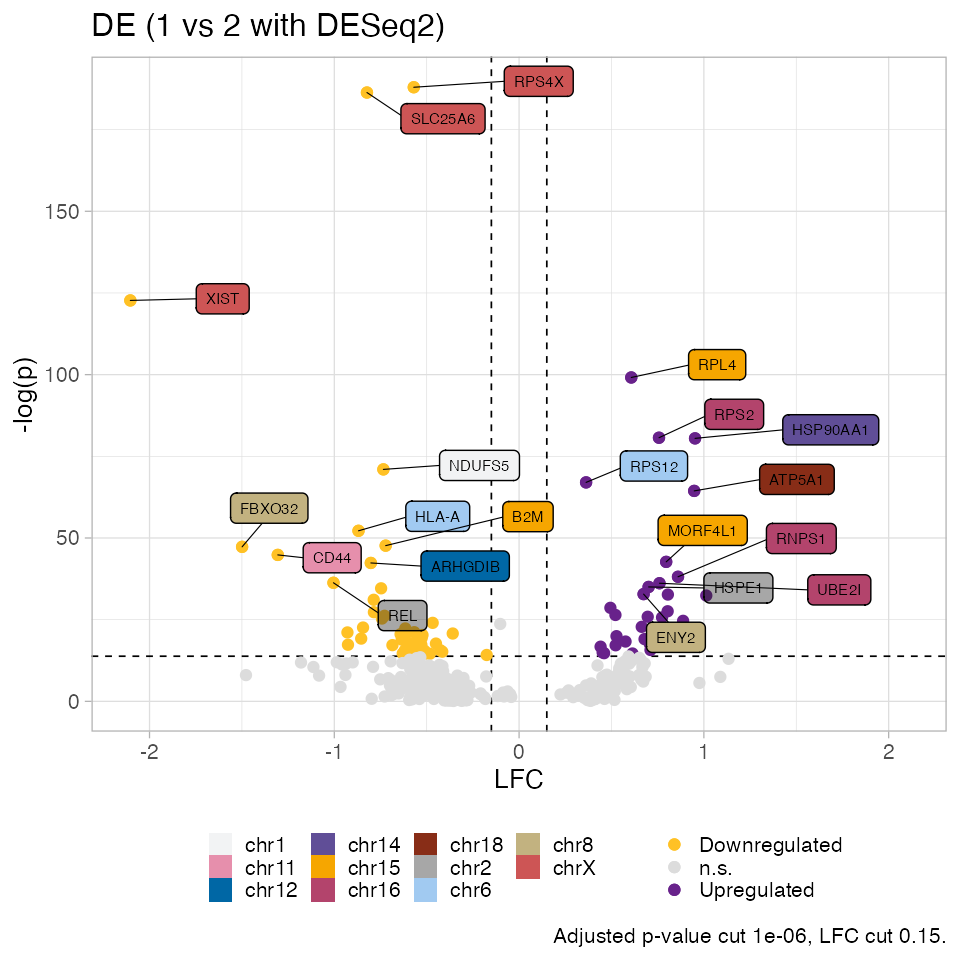 DE (1 vs 2 with DESeq2)
RPS4X
SLC25A6
150
XIST
RPL4
100
RPS2
HSP90AA1
NDUFS5
RPS12
ATP5A1
FBXO32
HLA-A
B2M
MORF4L1
RNPS1
50
CD44
ARHGDIB
HSPE1
UBE2I
REL
ENY2
0
-log(p)
-2 -1 0 1 2
LFC
chr1 chr14 chr18 chr8 Downregulated
chr11 chr15 chr2 chrX n.s.
chr12 chr16 chr6 Upregulated
Adjusted p-value cut 1e-06, LFC cut 0.15.